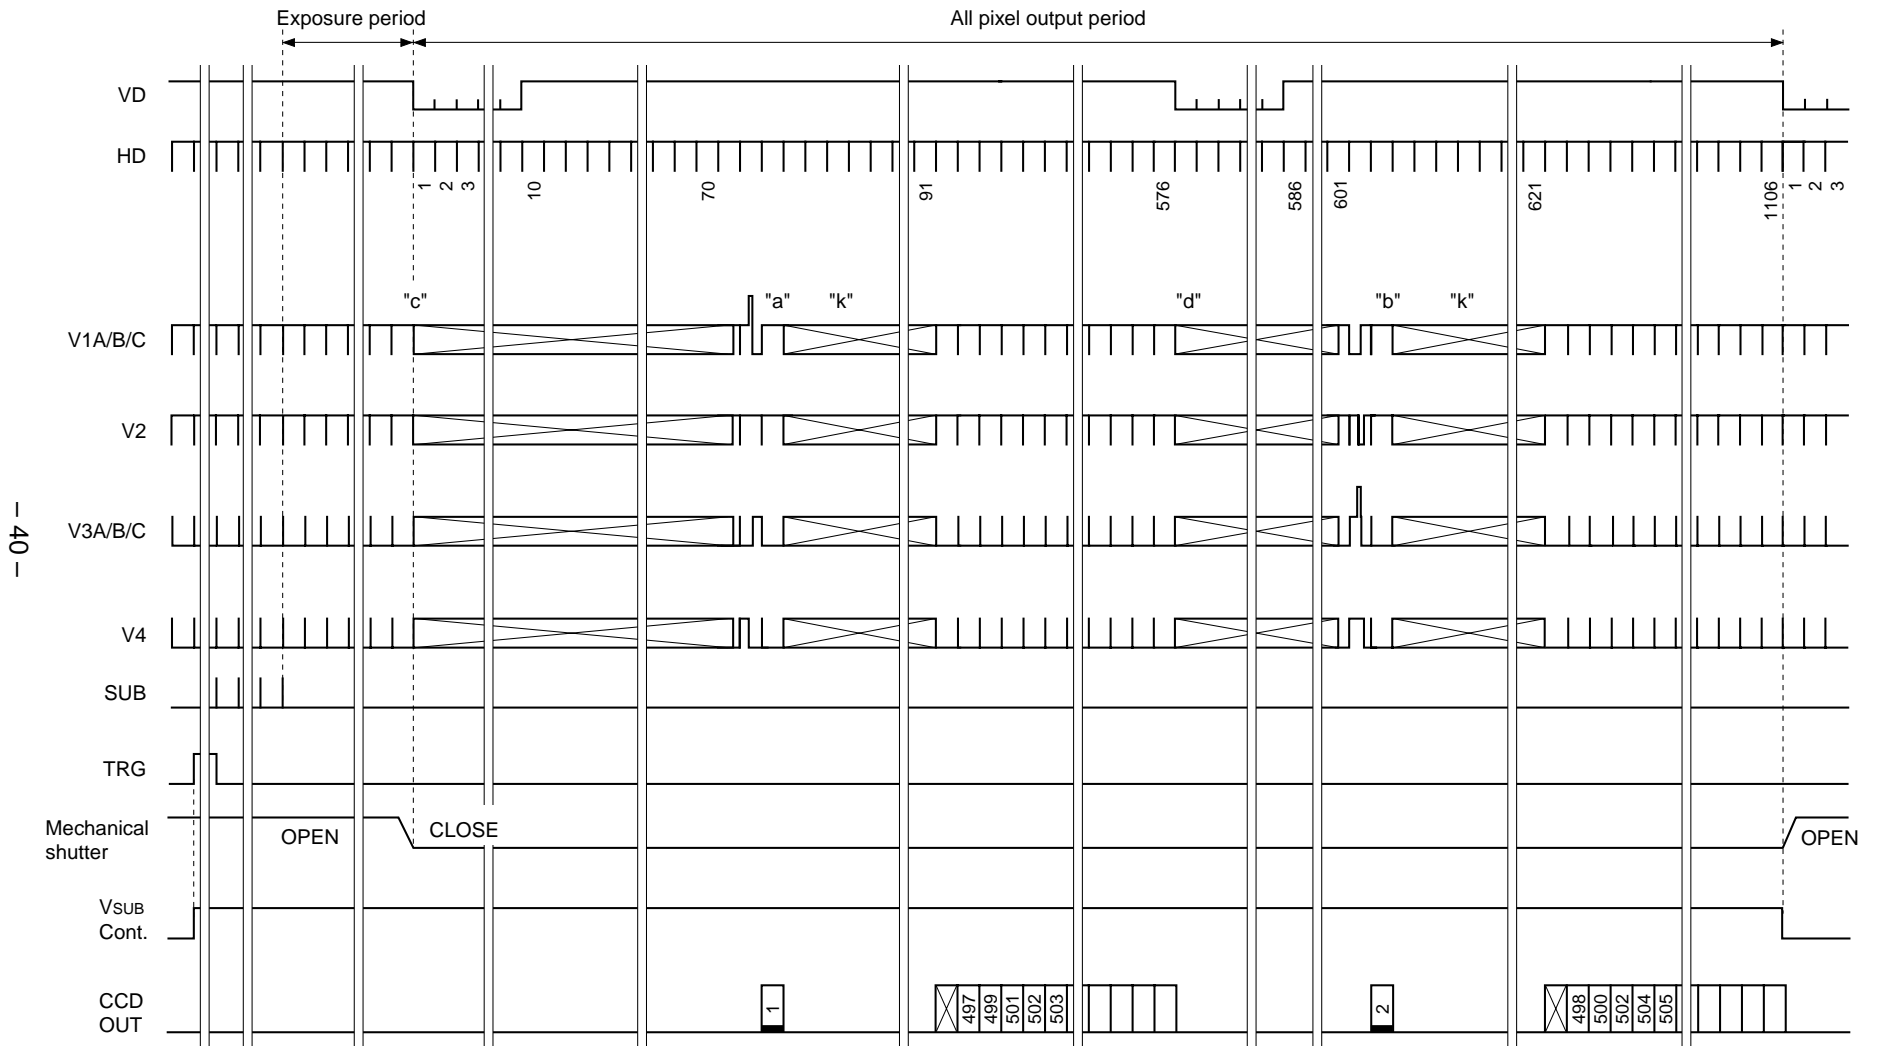 Exposure period
All pixel output period
VD
HD
1 2 3 10 70 91 576 586 601 621 1106 1 2 3
"c" "a" "k" "d" "b" "k"
V1A/B/C
V2
V3A/B/C
– 40 –
V4
SUB
TRG
Mechanical
shutter
OPEN
CLOSE
OPEN
VSUB
Cont.
CCD
OUT
1 497 499 501 502 503 2 498 500 502 504 505